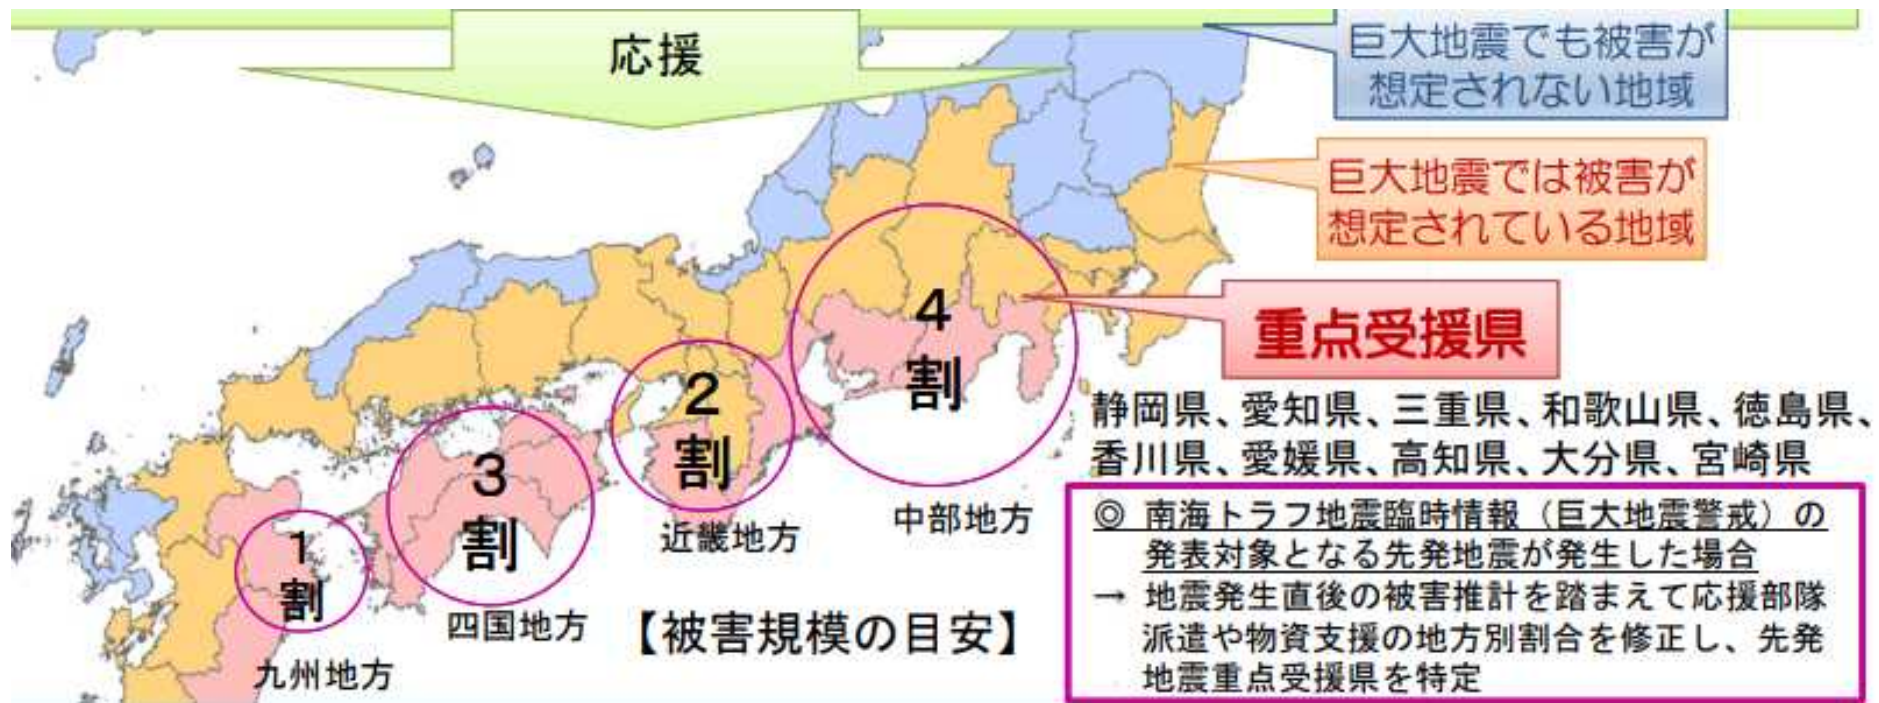 応援
巨大地震でも被害が
想定されない地域
巨大地震では被害が
想定されている地域
重点受援県
静岡県、愛知県、三重県、和歌山県、徳島県、
香川県、愛媛県、高知県、大分県、宮崎県
4
割
中部地方
2
割
近畿地方
3
割
四国地方
1
割
九州地方
【被害規模の目安】
◎ 南海トラフ地震臨時情報（巨大地震警戒）の
発表対象となる先発地震が発生した場合
→ 地震発生直後の被害推計を踏まえて応援部隊
派遣や物資支援の地方別割合を修正し、先発
地震重点受援県を特定